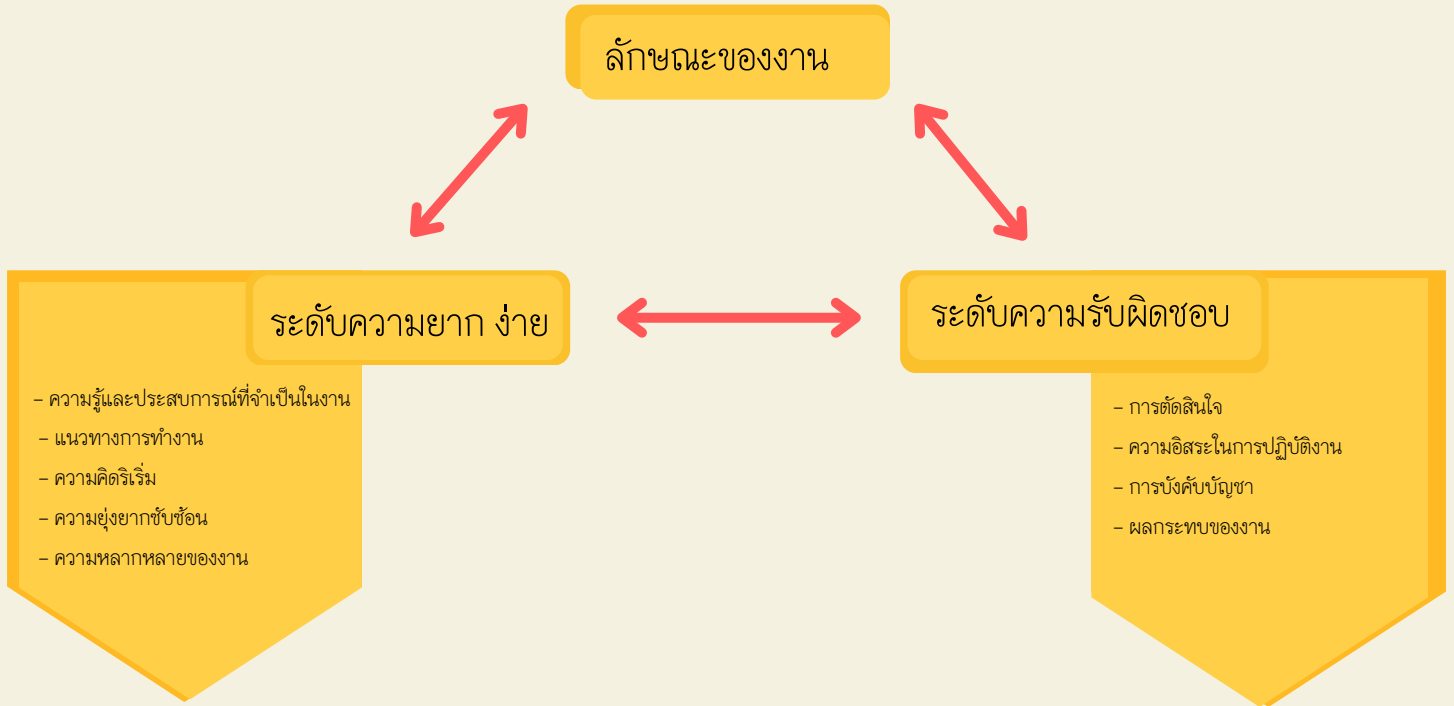 ลักษณะของงาน
ระดับความยาก ง่าย
– ความรู้และประสบการณ์ที่จำเป็นในงาน
– แนวทางการทำงาน
– ความคิดริเริ่ม
– ความยุ่งยากซับซ้อน
– ความหลากหลายของงาน
ระดับความรับผิดชอบ
– การตัดสินใจ
– ความอิสระในการปฏิบัติงาน
– การบังคับบัญชา
– ผลกระทบของงาน